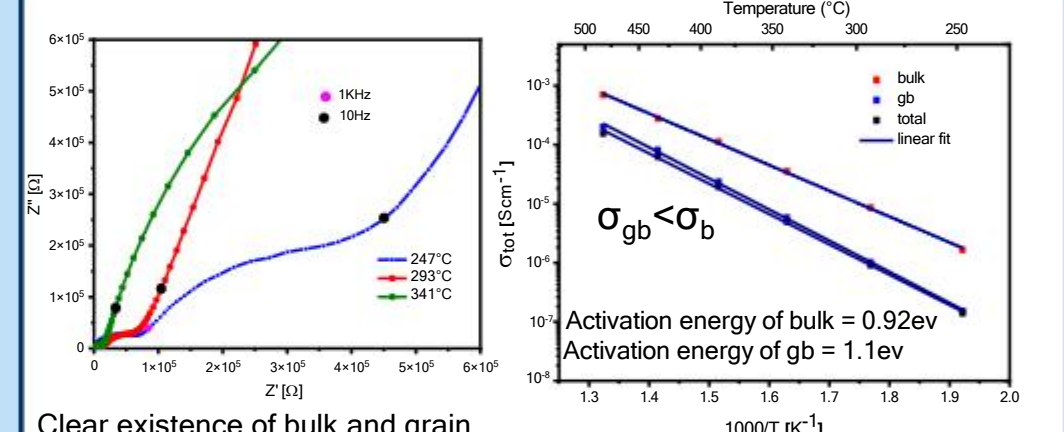 Temperature (°C)
500 450 400 350 300 250
6×10⁵
5×10⁵
4×10⁵
3×10⁵
2×10⁵
1×10⁵
0
Z" [Ω]
1KHz
10Hz
247°C
293°C
341°C
0 1×10⁵ 2×10⁵ 3×10⁵ 4×10⁵ 5×10⁵ 6×10⁵
Z' [Ω]
10⁻³
10⁻⁴
10⁻⁵
10⁻⁶
10⁻⁷
10⁻⁸
σtot [Scm⁻¹]
bulk
gb
total
linear fit
σgb<σb
Activation energy of bulk = 0.92ev
Activation energy of gb = 1.1ev
1.3 1.4 1.5 1.6 1.7 1.8 1.9 2.0
1000/T [K⁻¹]
Clear existence of bulk and grain